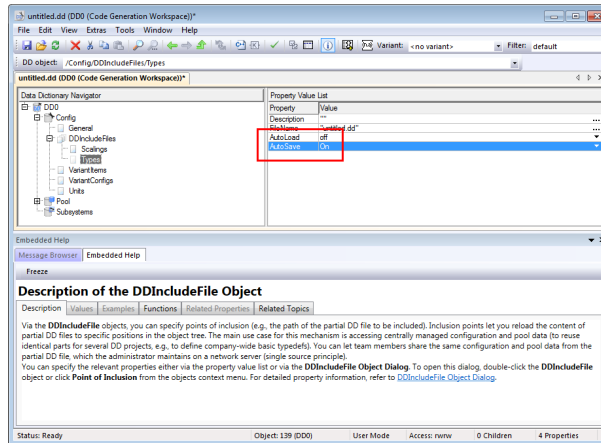 untitled.dd (DD0 (Code Generation Workspace))*
File Edit View Extras Tools Window Help
Variant: <no variant> Filter: default
DD object: /Config/DDIncludeFiles/Types
untitled.dd (DD0 (Code Generation Workspace))*
Data Dictionary Navigator
DD0
Config
General
DDIncludeFiles
Scalings
Types
VariantItems
VariantConfigs
Units
Pool
Subsystems
Property Value List
Property Value
Description ""
FileName "untitled.dd"
AutoLoad off
AutoSave On
Embedded Help
Message Browser Embedded Help
Freeze
Description of the DDIncludeFile Object
Description Values Examples Functions Related Properties Related Topics
Via the DDIncludeFile objects, you can specify points of inclusion (e.g., the path of the partial DD file to be included). Inclusion points let you reload the content of
partial DD files to specific positions in the object tree. The main use case for this mechanism is accessing centrally managed configuration and pool data (to reuse
identical parts for several DD projects, e.g., to define company-wide basic typedefs). You can let team members share the same configuration and pool data from the
partial DD file, which the administrator maintains on a network server (single source principle).
You can specify the relevant properties either via the property value list or via the DDIncludeFile Object Dialog. To open this dialog, double-click the DDIncludeFile
object or click Point of Inclusion from the objects context menu. For detailed property information, refer to DDIncludeFile Object Dialog.
Status: Ready Object: 139 (DD0) User Mode Access: rwrw 0 Children 4 Properties